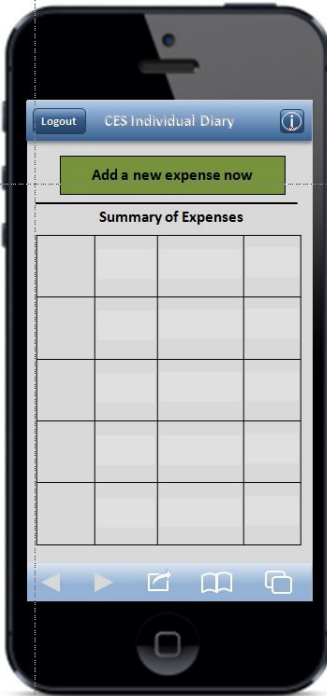 Logout
CES Individual Diary
Add a new expense now
Summary of Expenses